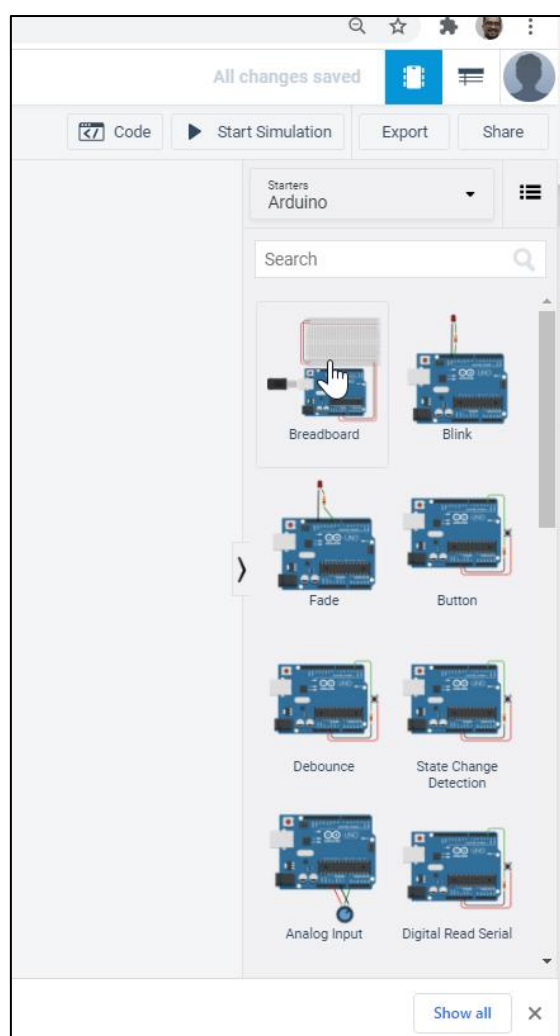 All changes saved
Code
Start Simulation
Export
Share
Starters
Arduino
Search
Breadboard
Blink
Fade
Button
Debounce
State Change
Detection
Analog Input
Digital Read Serial
Show all